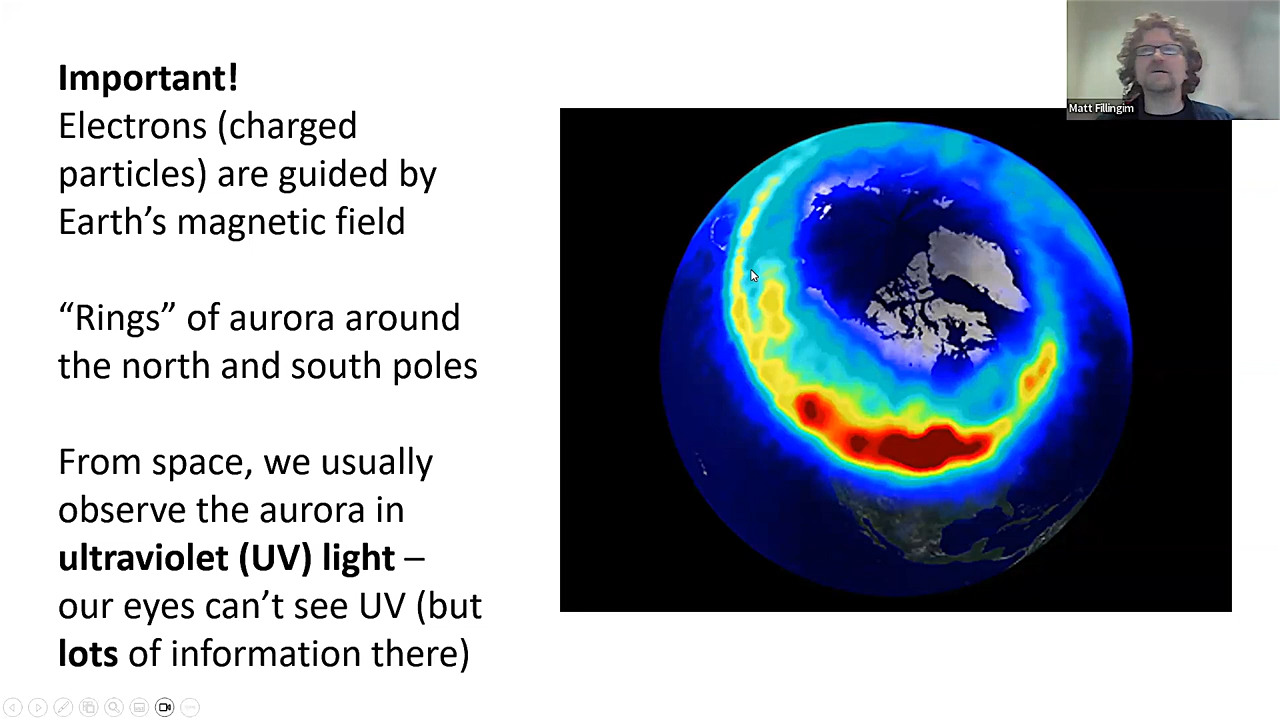 Important!
Electrons (charged
particles) are guided by
Earth’s magnetic field
“Rings” of aurora around
the north and south poles
From space, we usually
observe the aurora in
ultraviolet (UV) light –
our eyes can’t see UV (but
lots of information there)
Matt Fillingim